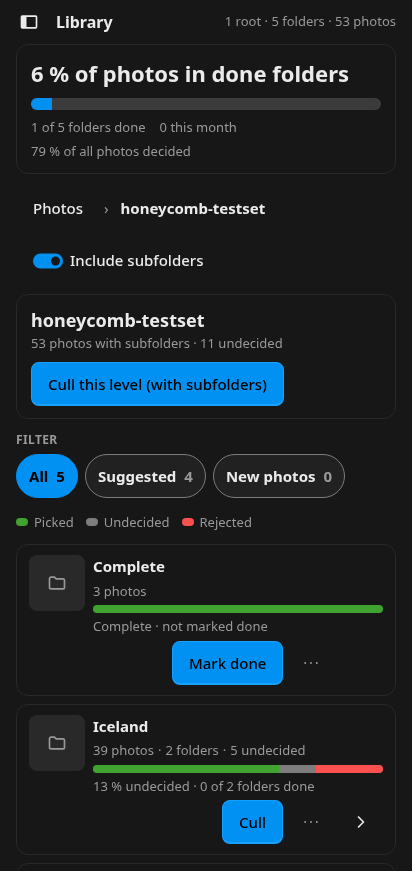 Library
1 root · 5 folders · 53 photos
6 % of photos in done folders
1 of 5 folders done 0 this month
79 % of all photos decided
Photos › honeycomb-testset
Include subfolders
honeycomb-testset
53 photos with subfolders · 11 undecided
Cull this level (with subfolders)
FILTER
All 5 Suggested 4 New photos 0
Picked Undecided Rejected
Complete
3 photos
Complete · not marked done
Mark done ···
Iceland
39 photos · 2 folders · 5 undecided
13 % undecided · 0 of 2 folders done
Cull ···